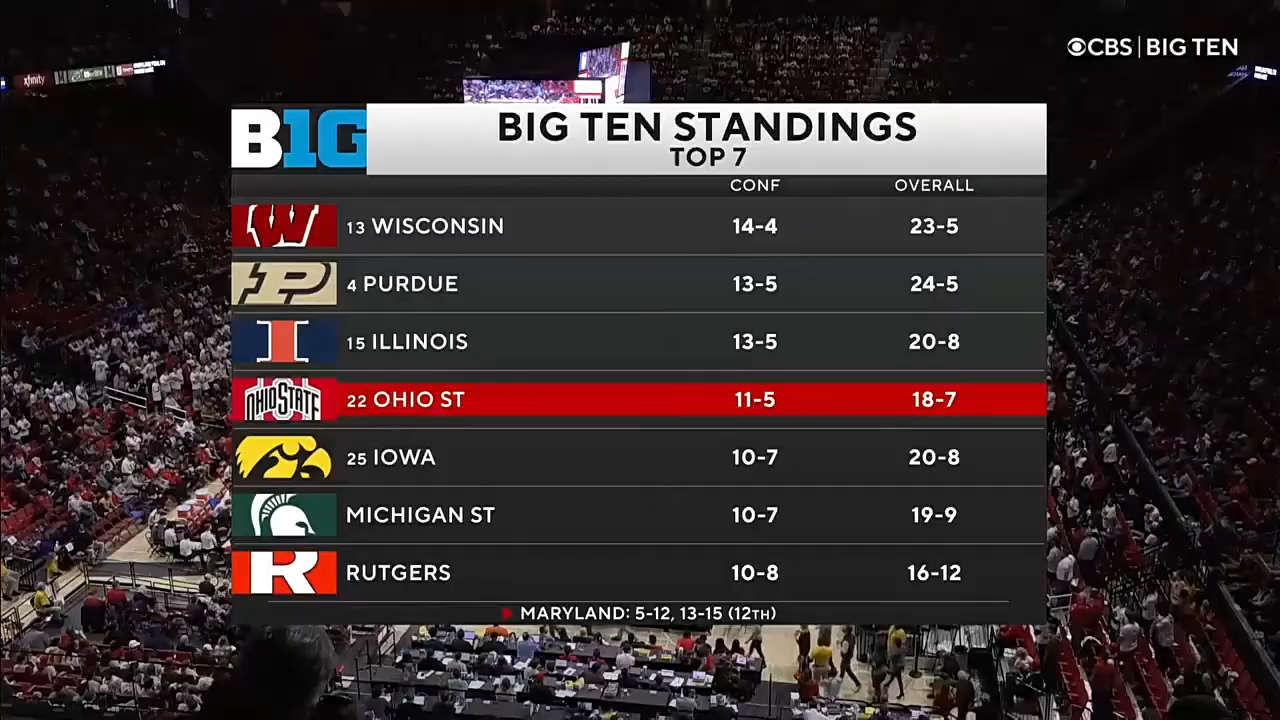 CBS | BIG TEN
xfinity
B1G
BIG TEN STANDINGS
TOP 7
CONF OVERALL
W 13 WISCONSIN 14-4 23-5
P 4 PURDUE 13-5 24-5
I 15 ILLINOIS 13-5 20-8
OHIO STATE 22 OHIO ST 11-5 18-7
25 IOWA 10-7 20-8
MICHIGAN ST 10-7 19-9
R RUTGERS 10-8 16-12
MARYLAND: 5-12, 13-15 (12TH)